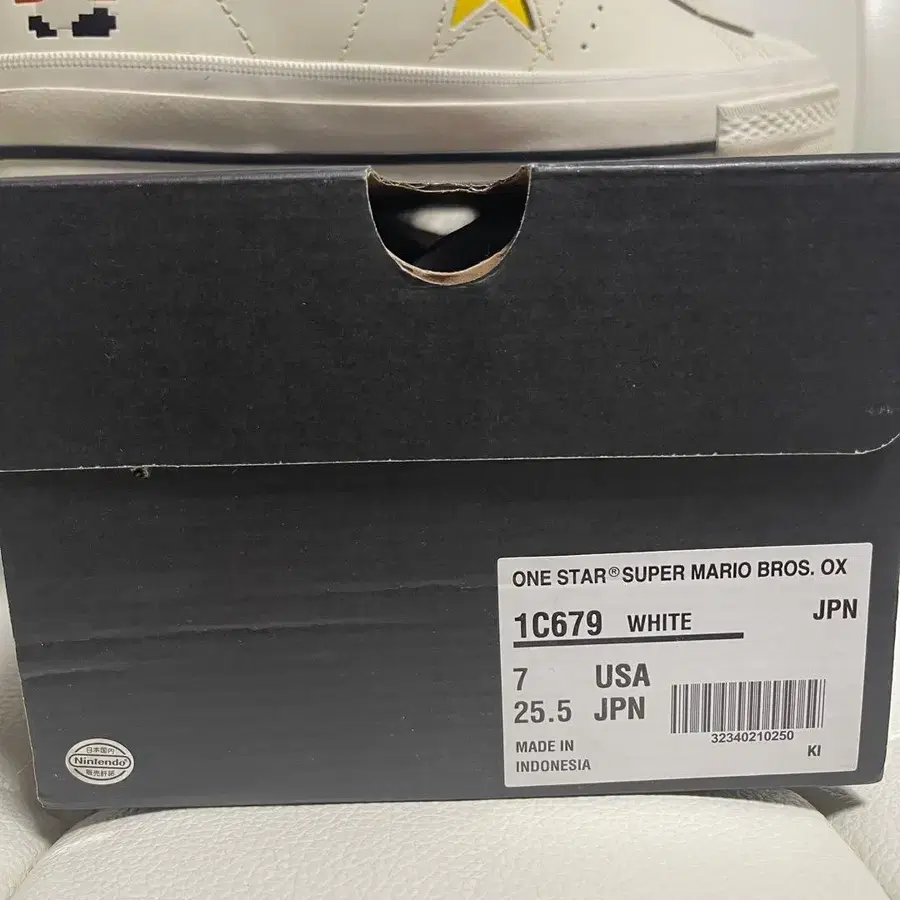 ONE STAR® SUPER MARIO BROS. OX
1C679 WHITE JPN
7 USA
25.5 JPN
32340210250
MADE IN
INDONESIA
KI
日本国内
Nintendo
販売許諾